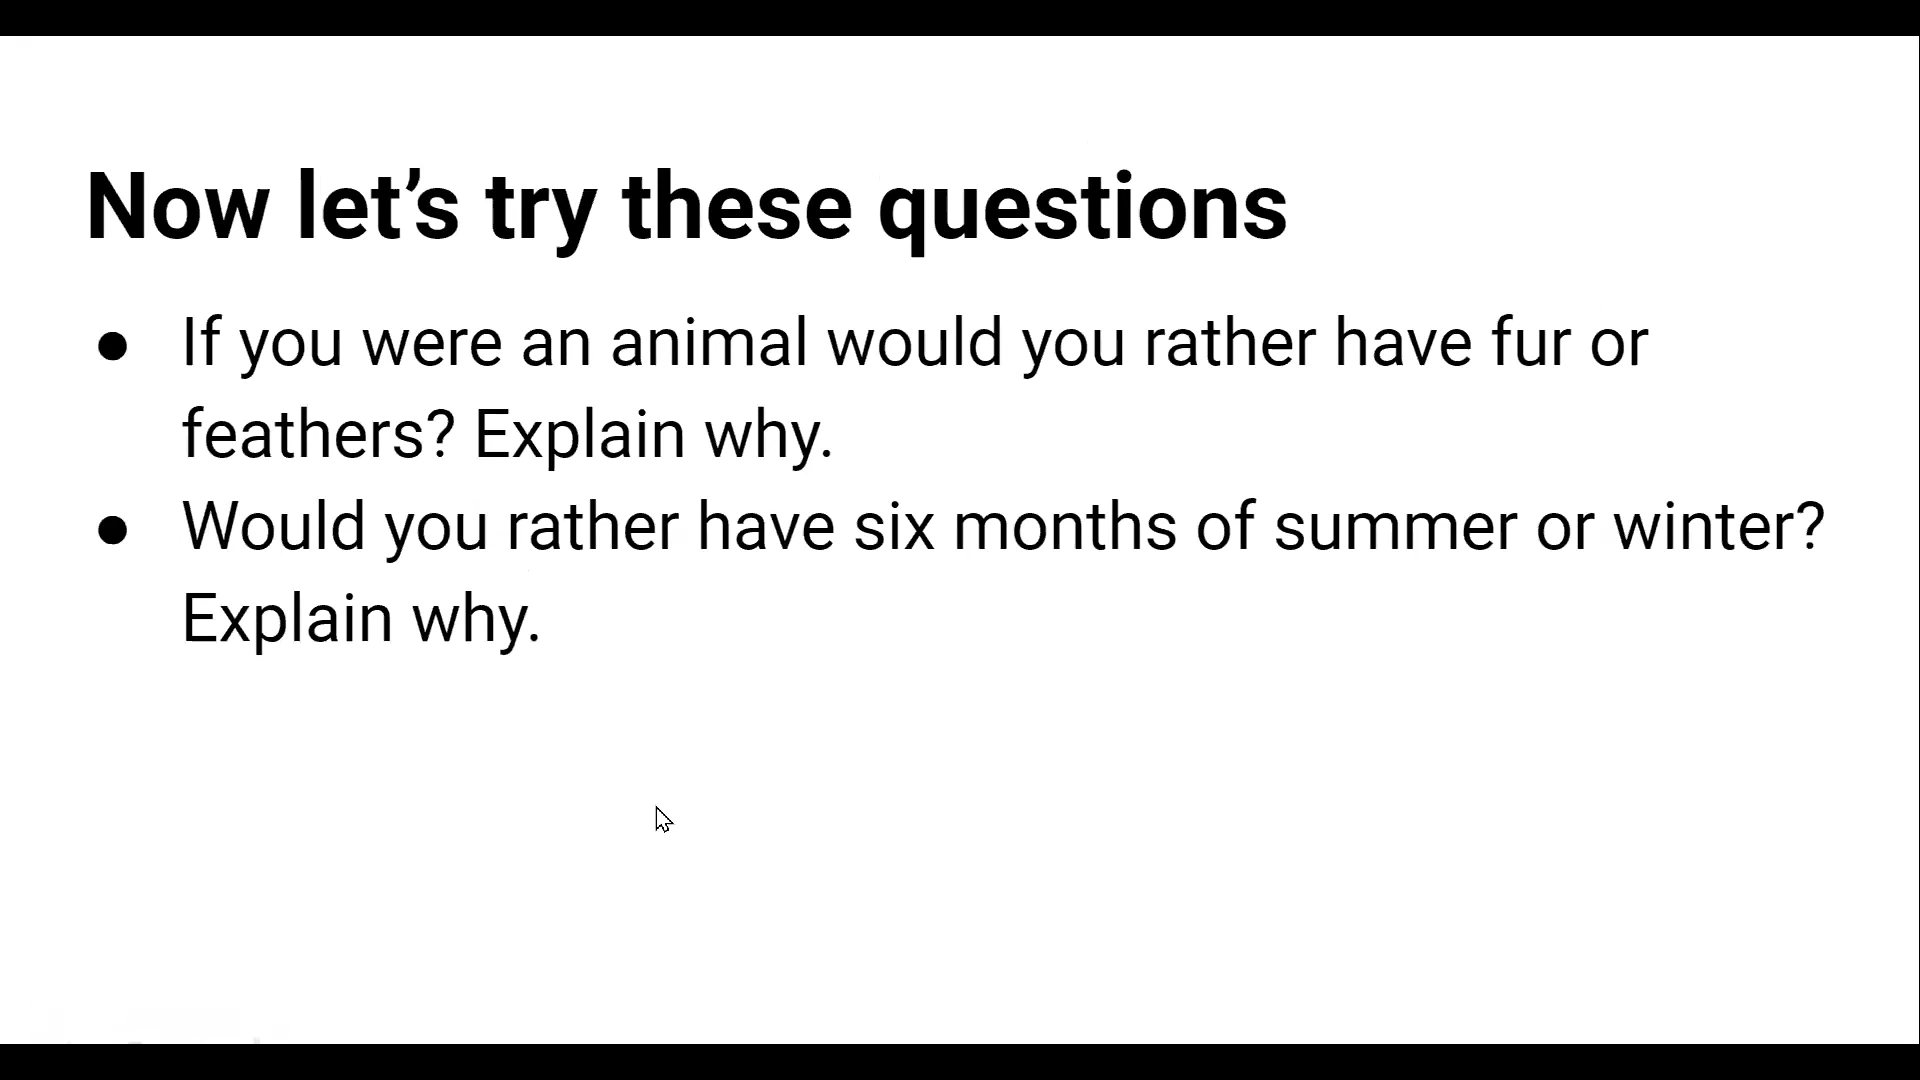 Now let’s try these questions
● If you were an animal would you rather have fur or
feathers? Explain why.
● Would you rather have six months of summer or winter?
Explain why.